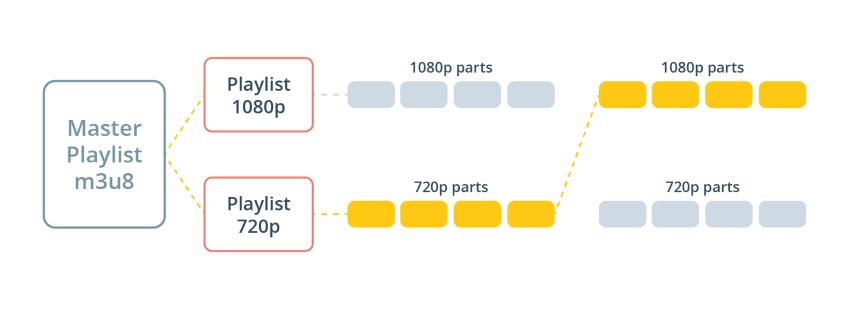 Master
Playlist
m3u8
Playlist
1080p
1080p parts
1080p parts
Playlist
720p
720p parts
720p parts